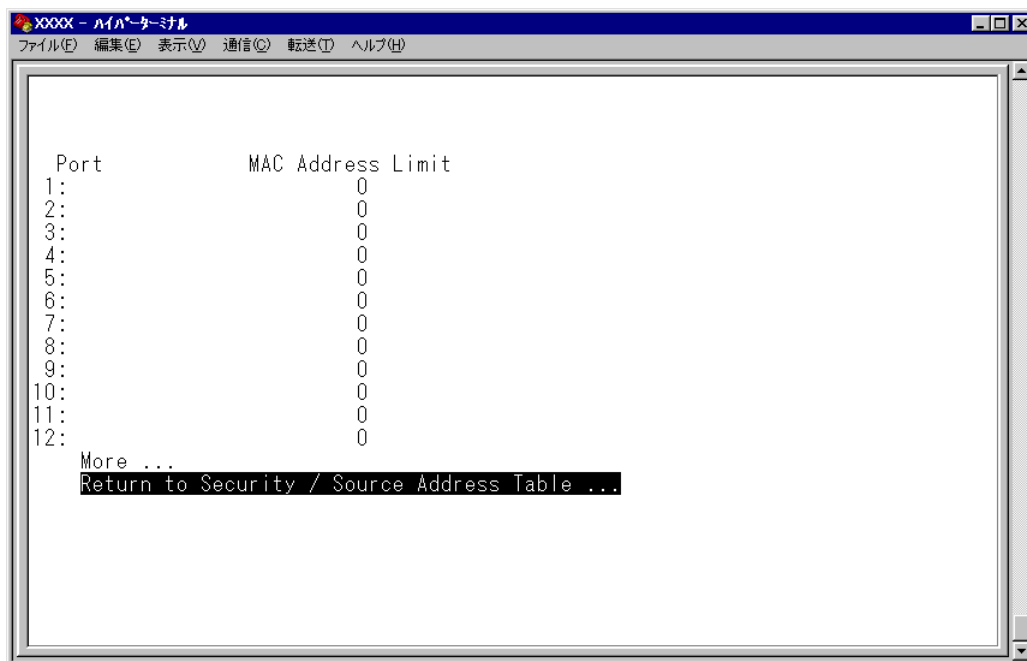 XXXX - ハイパーターミナル
ファイル(F) 編集(E) 表示(V) 通信(C) 転送(T) ヘルプ(H)
Port MAC Address Limit
1: 0
2: 0
3: 0
4: 0
5: 0
6: 0
7: 0
8: 0
9: 0
10: 0
11: 0
12: 0
More ...
Return to Security / Source Address Table ...